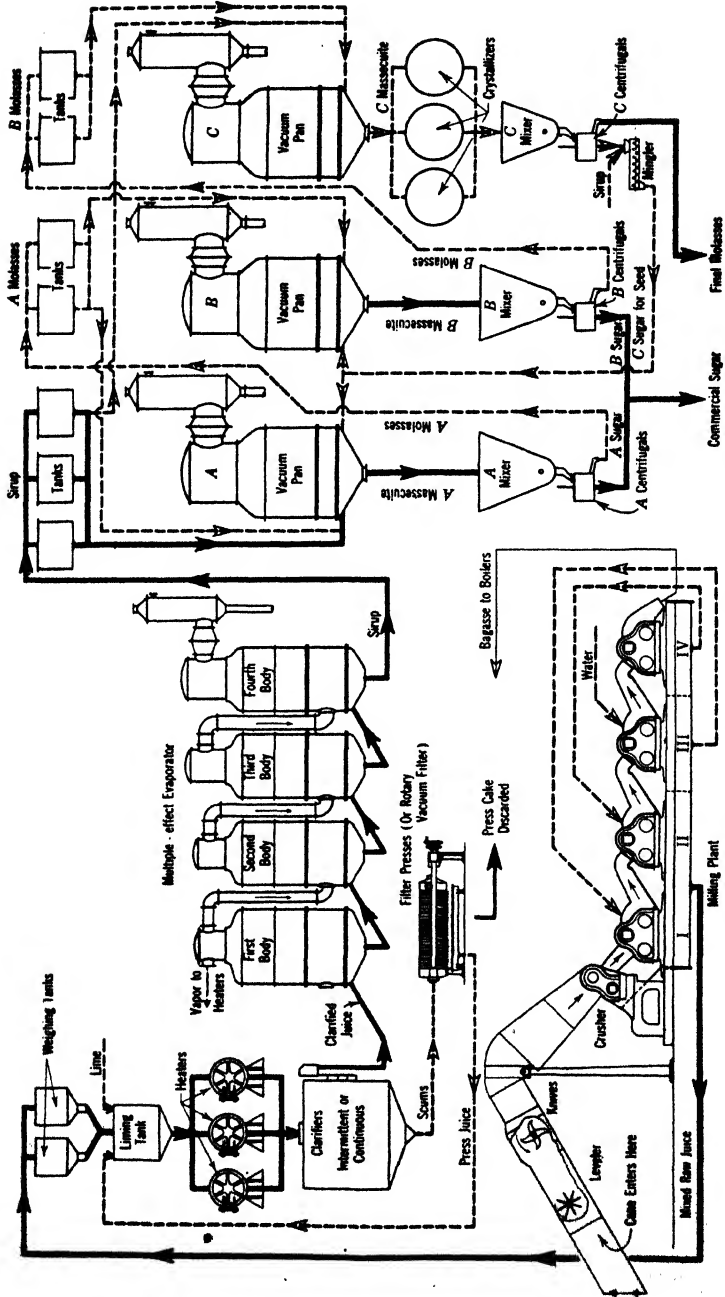 Weighing Tanks
Lime
Liming
Tank
Heaters
Clarifiers
Intermittent or
Continuous
Clarified
Juice
Scums
Press Juice
Multiple-effect Evaporator
Vapor to
Heaters
First
Body
Second
Body
Third
Body
Fourth
Body
Sirup
Filter Presses (Or Rotary
Vacuum Filter)
Press Cake
Discarded
Leveler
Cane Enters Here
Knives
Crusher
Mixed Raw Juice
I
II
III
IV
Water
Bagasse to Boilers
Milling Plant
Sirup
Tanks
A Molasses
Tanks
B Molasses
Tanks
A
Vacuum
Pan
B
Vacuum
Pan
C
Vacuum
Pan
A Massecuite
A Molasses
B Massecuite
B Molasses
C Massecuite
Crystallizers
A
Mixer
B
Mixer
C
Mixer
A Centrifugals
A Sugar
B Centrifugals
B Sugar
C Sugar for Seed
C Centrifugals
Sirup
Mingler
Commercial Sugar
Final Molasses